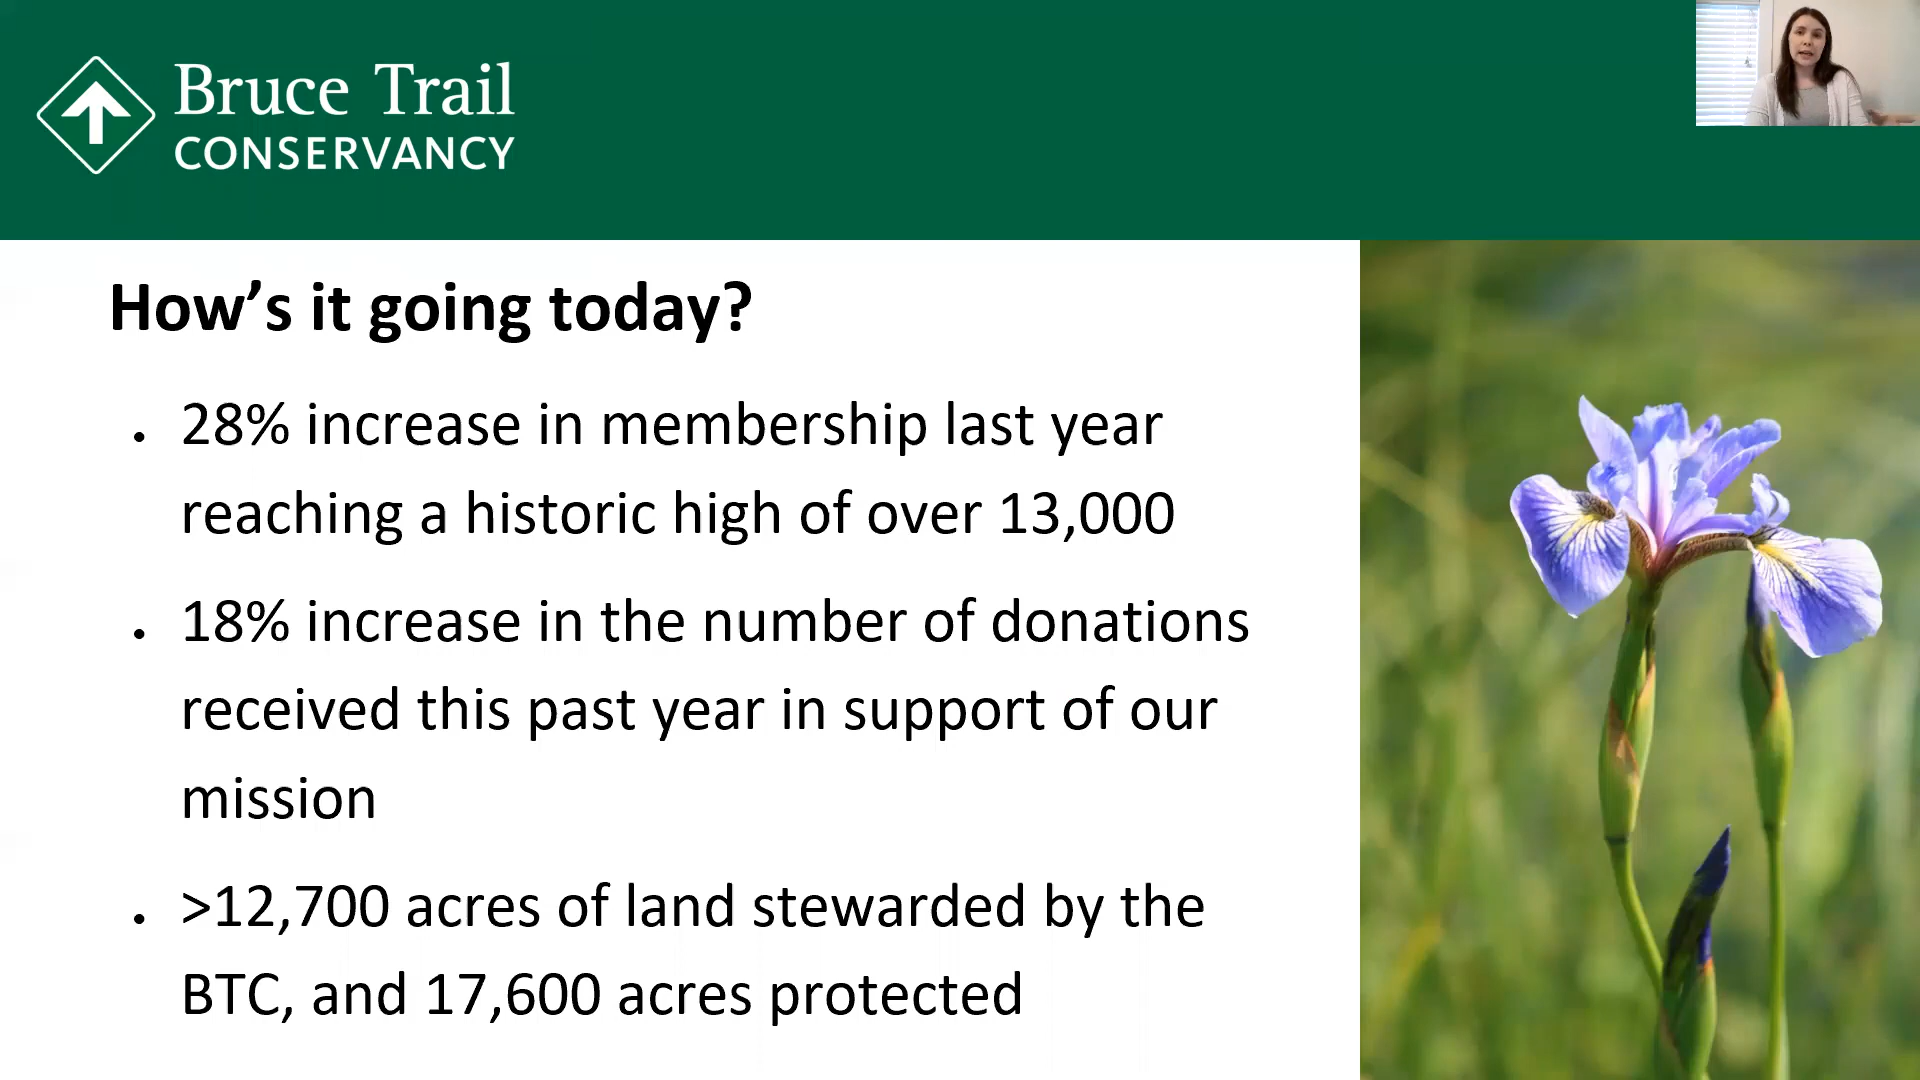 Bruce Trail
CONSERVANCY
How’s it going today?
• 28% increase in membership last year
reaching a historic high of over 13,000
• 18% increase in the number of donations
received this past year in support of our
mission
• >12,700 acres of land stewarded by the
BTC, and 17,600 acres protected